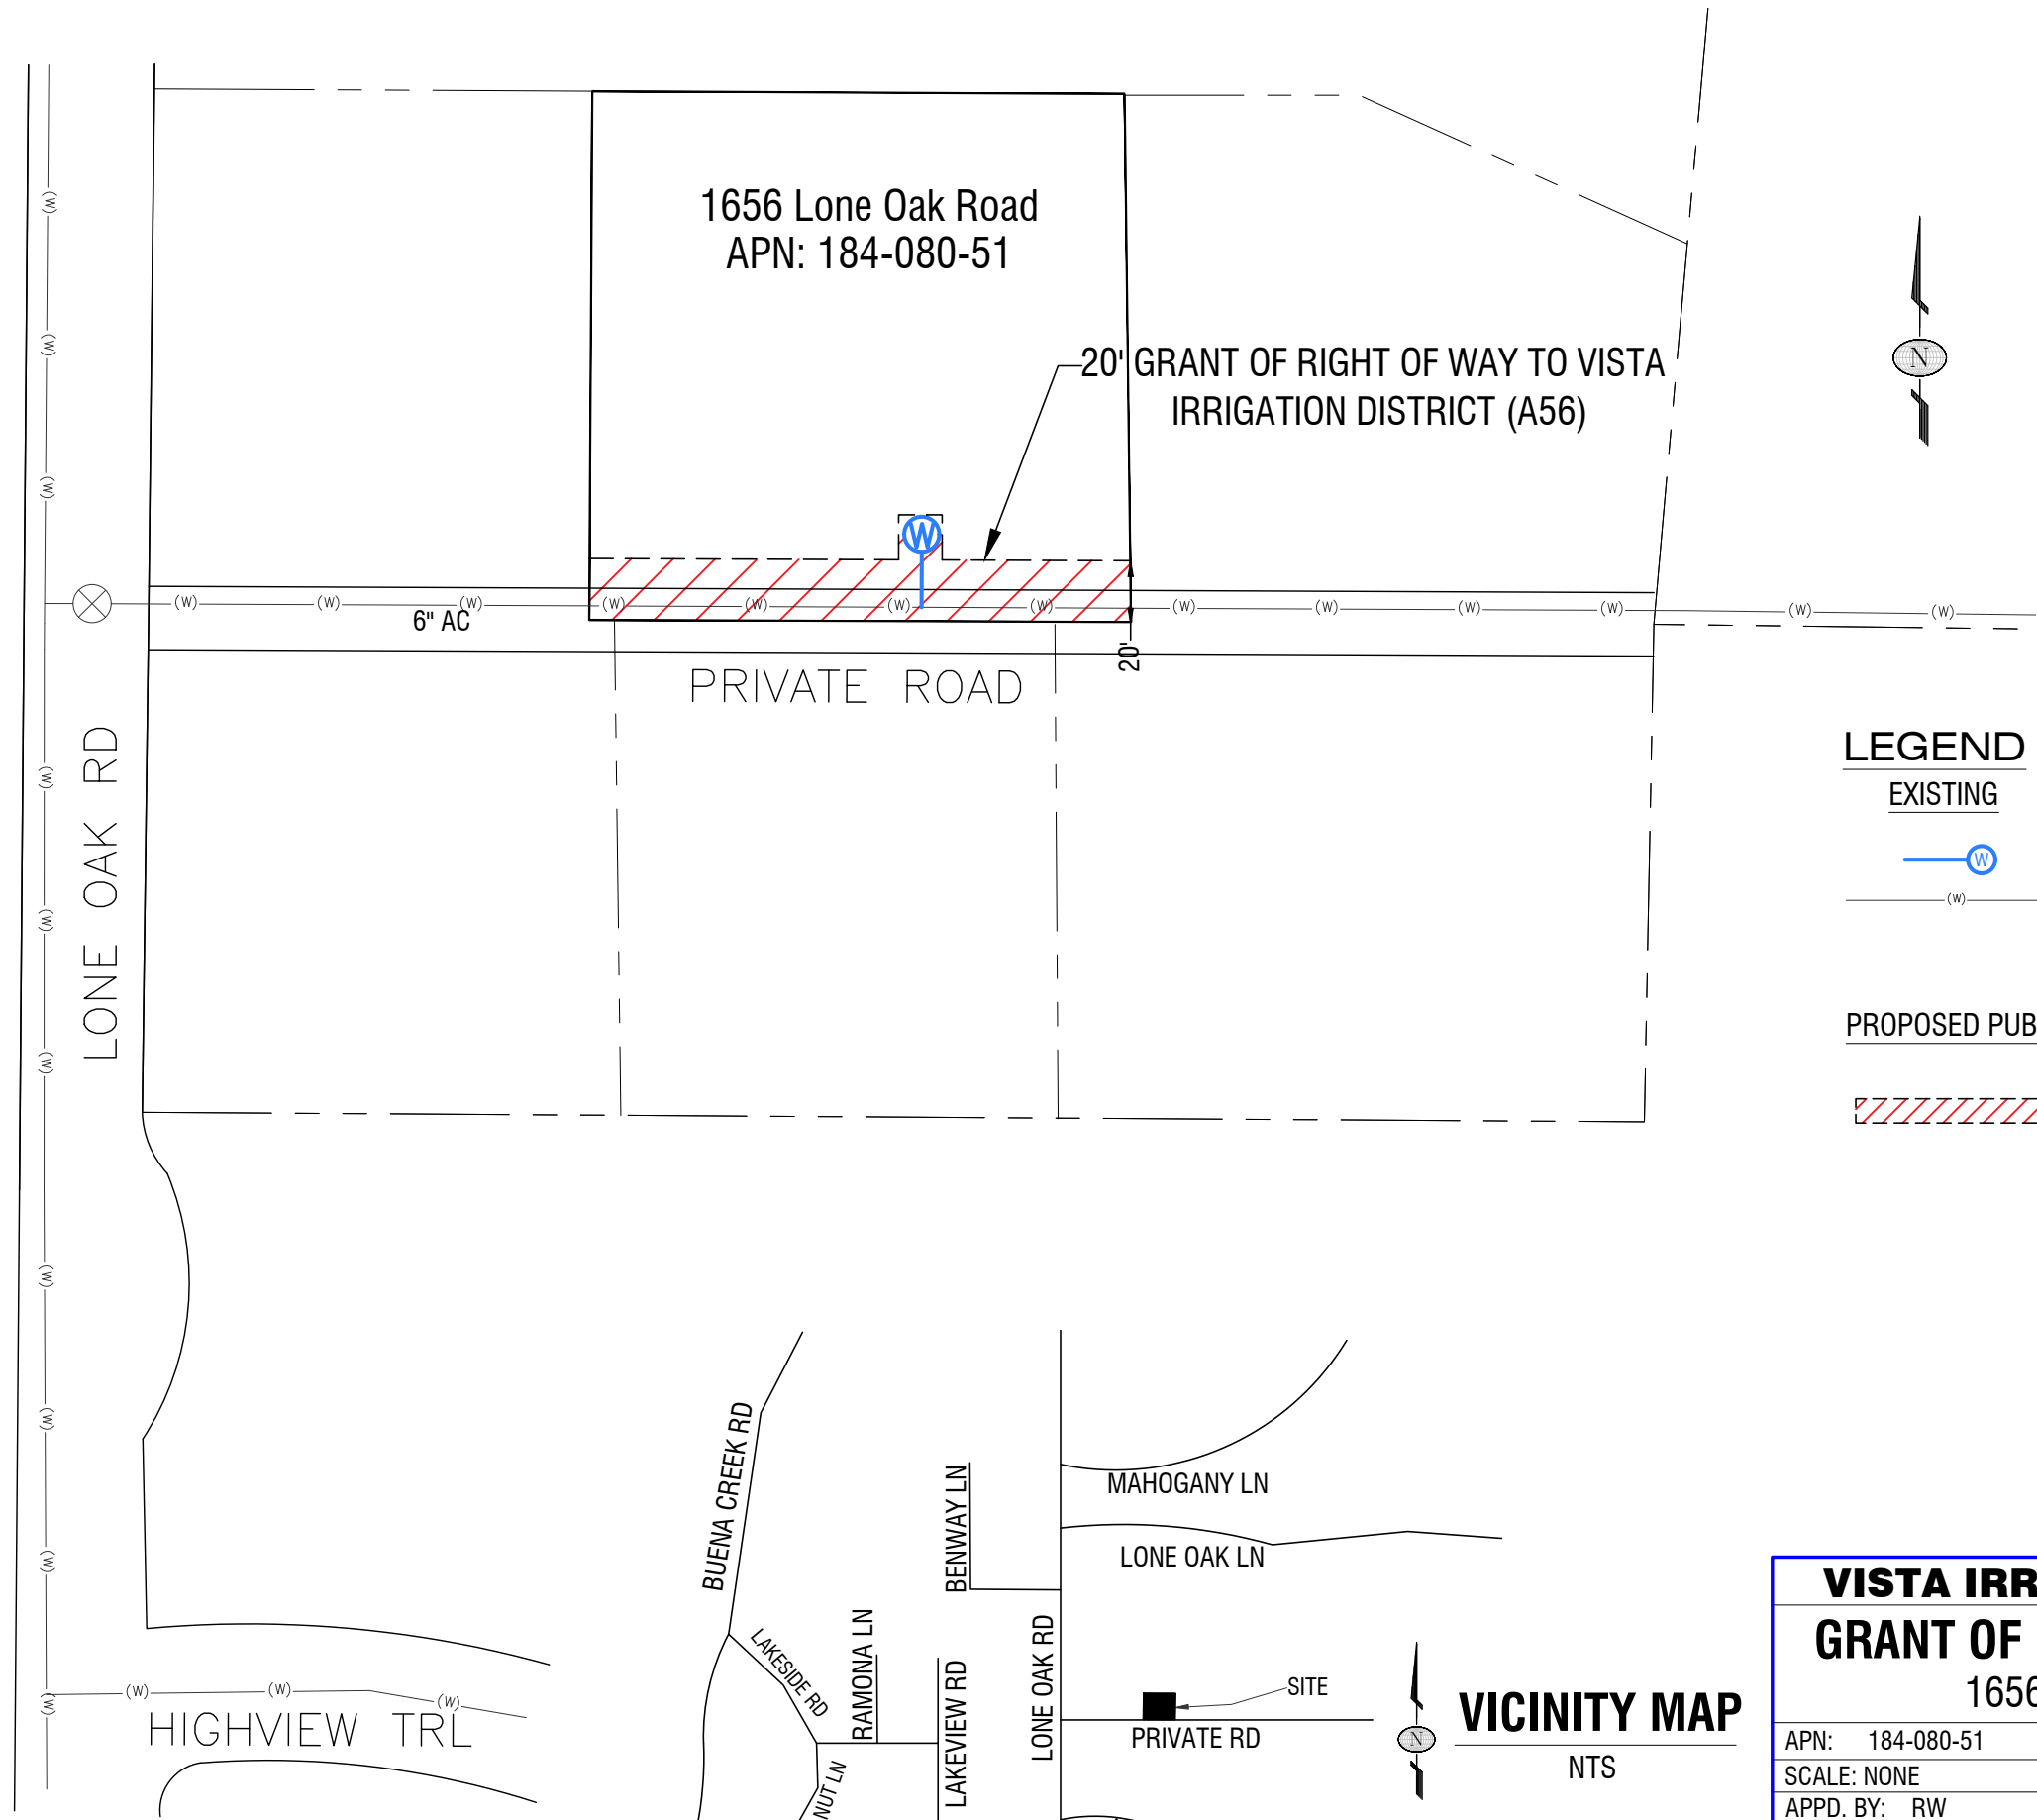 1656 Lone Oak Road
APN: 184-080-51
20' GRANT OF RIGHT OF WAY TO VISTA
IRRIGATION DISTRICT (A56)
N
W
(W)
(W)
(W)
(W) (W) (W) (W) (W) (W) (W) (W) (W) (W) (W) (W) (W)
6" AC
20'
PRIVATE ROAD
LONE OAK RD
(W)
(W)
(W)
(W)
(W)
(W)
(W)
LEGEND
EXISTING
W
(W)
PROPOSED PUB
(W) (W) (W)
HIGHVIEW TRL
BUENA CREEK RD
LAKESIDE RD
RAMONA LN
NUT LN
BENWAY LN
LAKEVIEW RD
LONE OAK RD
MAHOGANY LN
LONE OAK LN
SITE
PRIVATE RD
N
VICINITY MAP
NTS
VISTA IRR
GRANT OF
1656
APN: 184-080-51
SCALE: NONE
APPD. BY: RW